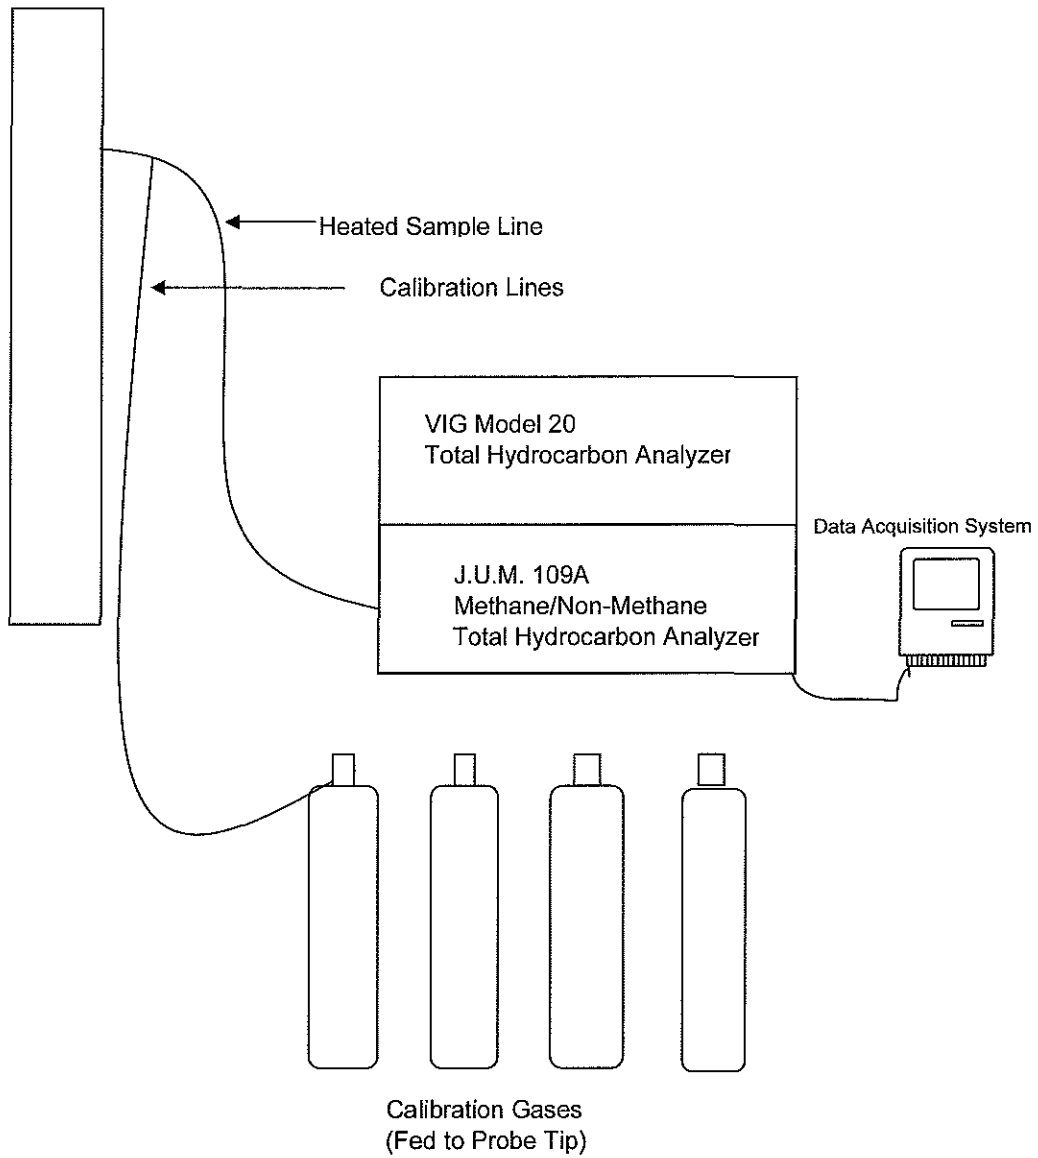 Heated Sample Line
Calibration Lines
VIG Model 20
Total Hydrocarbon Analyzer
Data Acquisition System
J.U.M. 109A
Methane/Non-Methane
Total Hydrocarbon Analyzer
Calibration Gases
(Fed to Probe Tip)